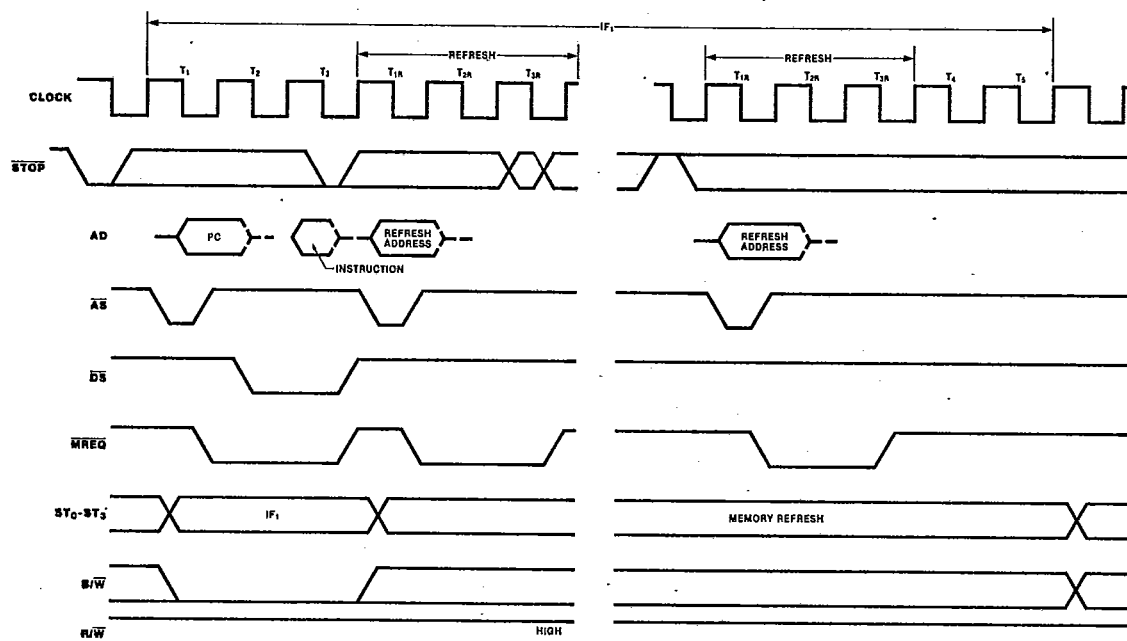 IF₁
REFRESH
REFRESH
T₁ T₂ T₃ T₁R T₂R T₃R T₁R T₂R T₃R T₄ T₅
CLOCK
STOP
AD PC REFRESH ADDRESS REFRESH ADDRESS
INSTRUCTION
AS
DS
MREQ
ST₀-ST₃ IF₁ MEMORY REFRESH
B/W
R/W HIGH